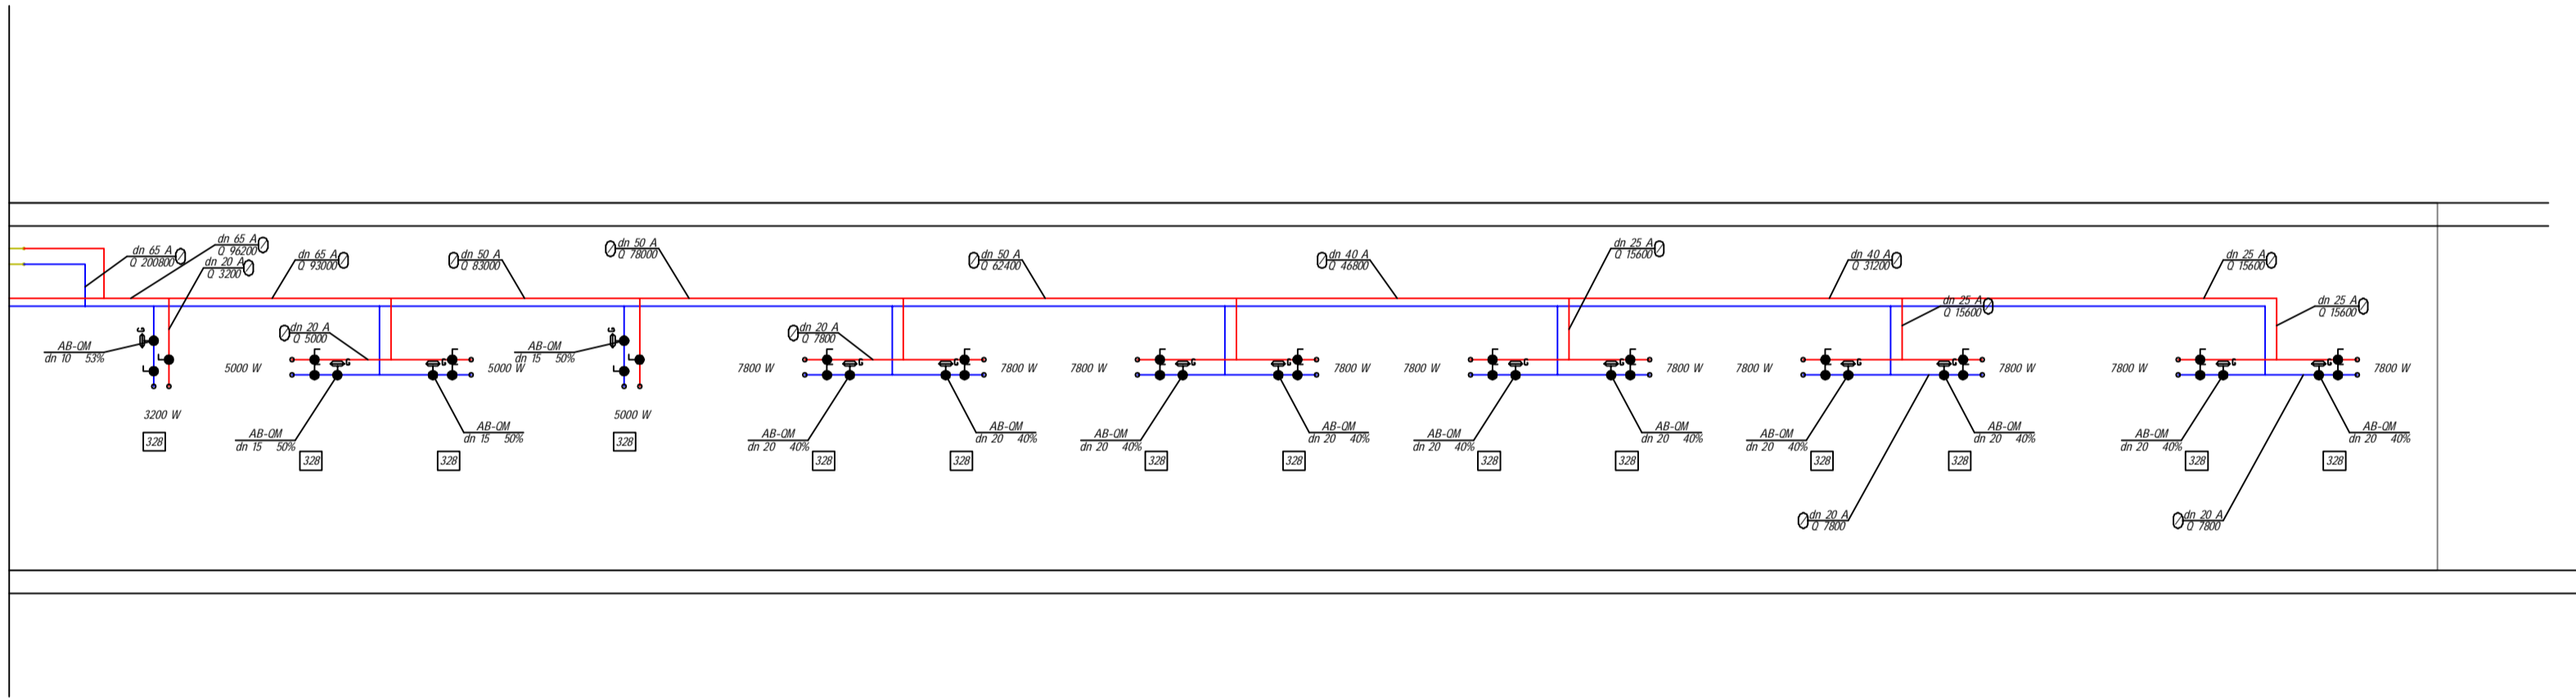 dn 65 A
Q 200800
dn 65 A
Q 96200
dn 20 A
Q 3200
dn 65 A
Q 93000
dn 50 A
Q 83000
dn 50 A
Q 78000
dn 50 A
Q 62400
dn 40 A
Q 46800
dn 25 A
Q 15600
dn 40 A
Q 31200
dn 25 A
Q 15600
dn 25 A
Q 15600
dn 25 A
Q 15600
AB-QM
dn 10 53%
dn 20 A
Q 5000
AB-QM
dn 15 50%
dn 20 A
Q 7800
5000 W
5000 W
7800 W
7800 W
7800 W
7800 W
7800 W
7800 W
7800 W
7800 W
7800 W
7800 W
3200 W
5000 W
328
328
AB-QM
dn 15 50%
AB-QM
dn 15 50%
AB-QM
dn 20 40%
AB-QM
dn 20 40%
AB-QM
dn 20 40%
AB-QM
dn 20 40%
AB-QM
dn 20 40%
AB-QM
dn 20 40%
AB-QM
dn 20 40%
AB-QM
dn 20 40%
AB-QM
dn 20 40%
AB-QM
dn 20 40%
328
328
328
328
328
328
328
328
328
328
328
328
dn 20 A
Q 7800
dn 20 A
Q 7800